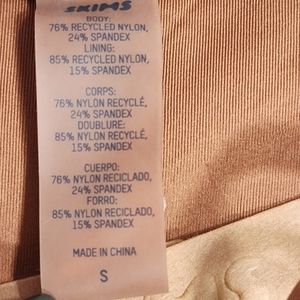 SKIMS
BODY:
76% RECYCLED NYLON,
24% SPANDEX
LINING:
85% RECYCLED NYLON,
15% SPANDEX
CORPS:
76% NYLON RECYCLÉ,
24% SPANDEX
DOUBLURE:
85% NYLON RECYCLÉ,
15% SPANDEX
CUERPO:
76% NYLON RECICLADO,
24% SPANDEX
FORRO:
85% NYLON RECICLADO,
15% SPANDEX
MADE IN CHINA
S